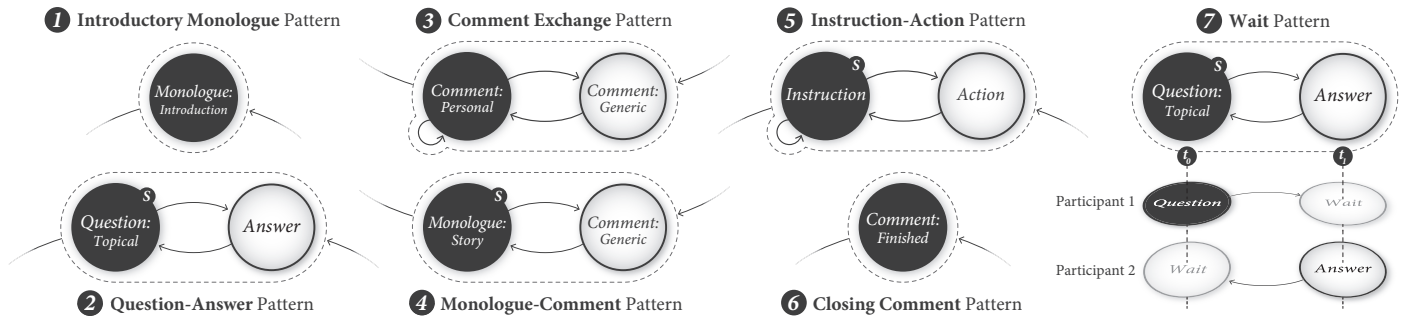 1 Introductory Monologue Pattern
Monologue:
Introduction
S
Question:
Topical
Answer
2 Question-Answer Pattern
3 Comment Exchange Pattern
Comment:
Personal
Comment:
Generic
S
Monologue:
Story
Comment:
Generic
4 Monologue-Comment Pattern
5 Instruction-Action Pattern
S
Instruction
Action
Comment:
Finished
6 Closing Comment Pattern
7 Wait Pattern
S
Question:
Topical
Answer
t0
t1
Participant 1
Question
Wait
Participant 2
Wait
Answer